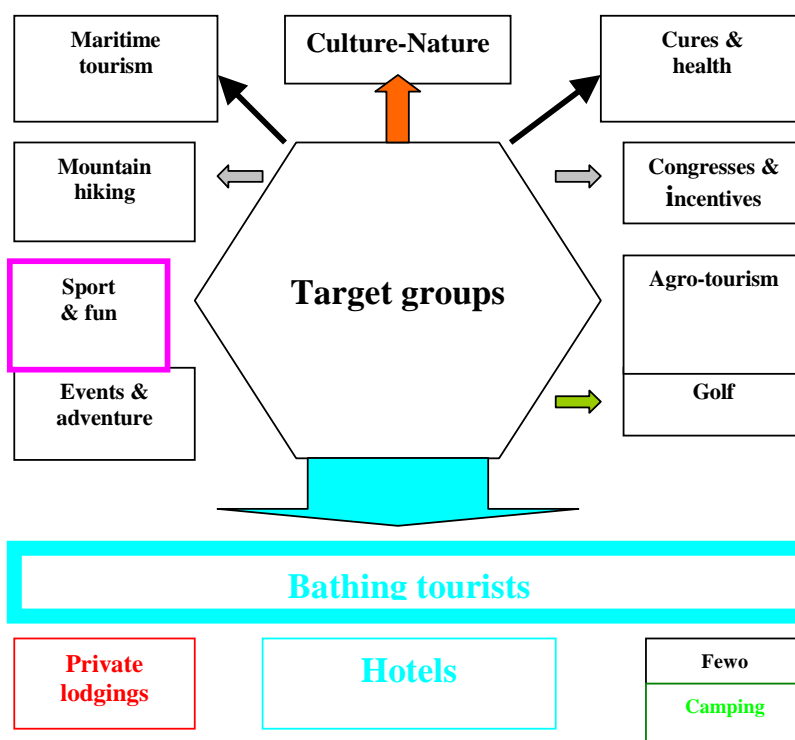 Maritime
tourism
Culture-Nature
Cures &
health
Mountain
hiking
Congresses &
incentives
Sport
& fun
Target groups
Agro-tourism
Events &
adventure
Golf
Bathing tourists
Private
lodgings
Hotels
Fewo
Camping